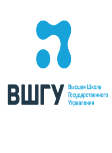 ВШГУ
Высшая Школа
Государственного
Управления